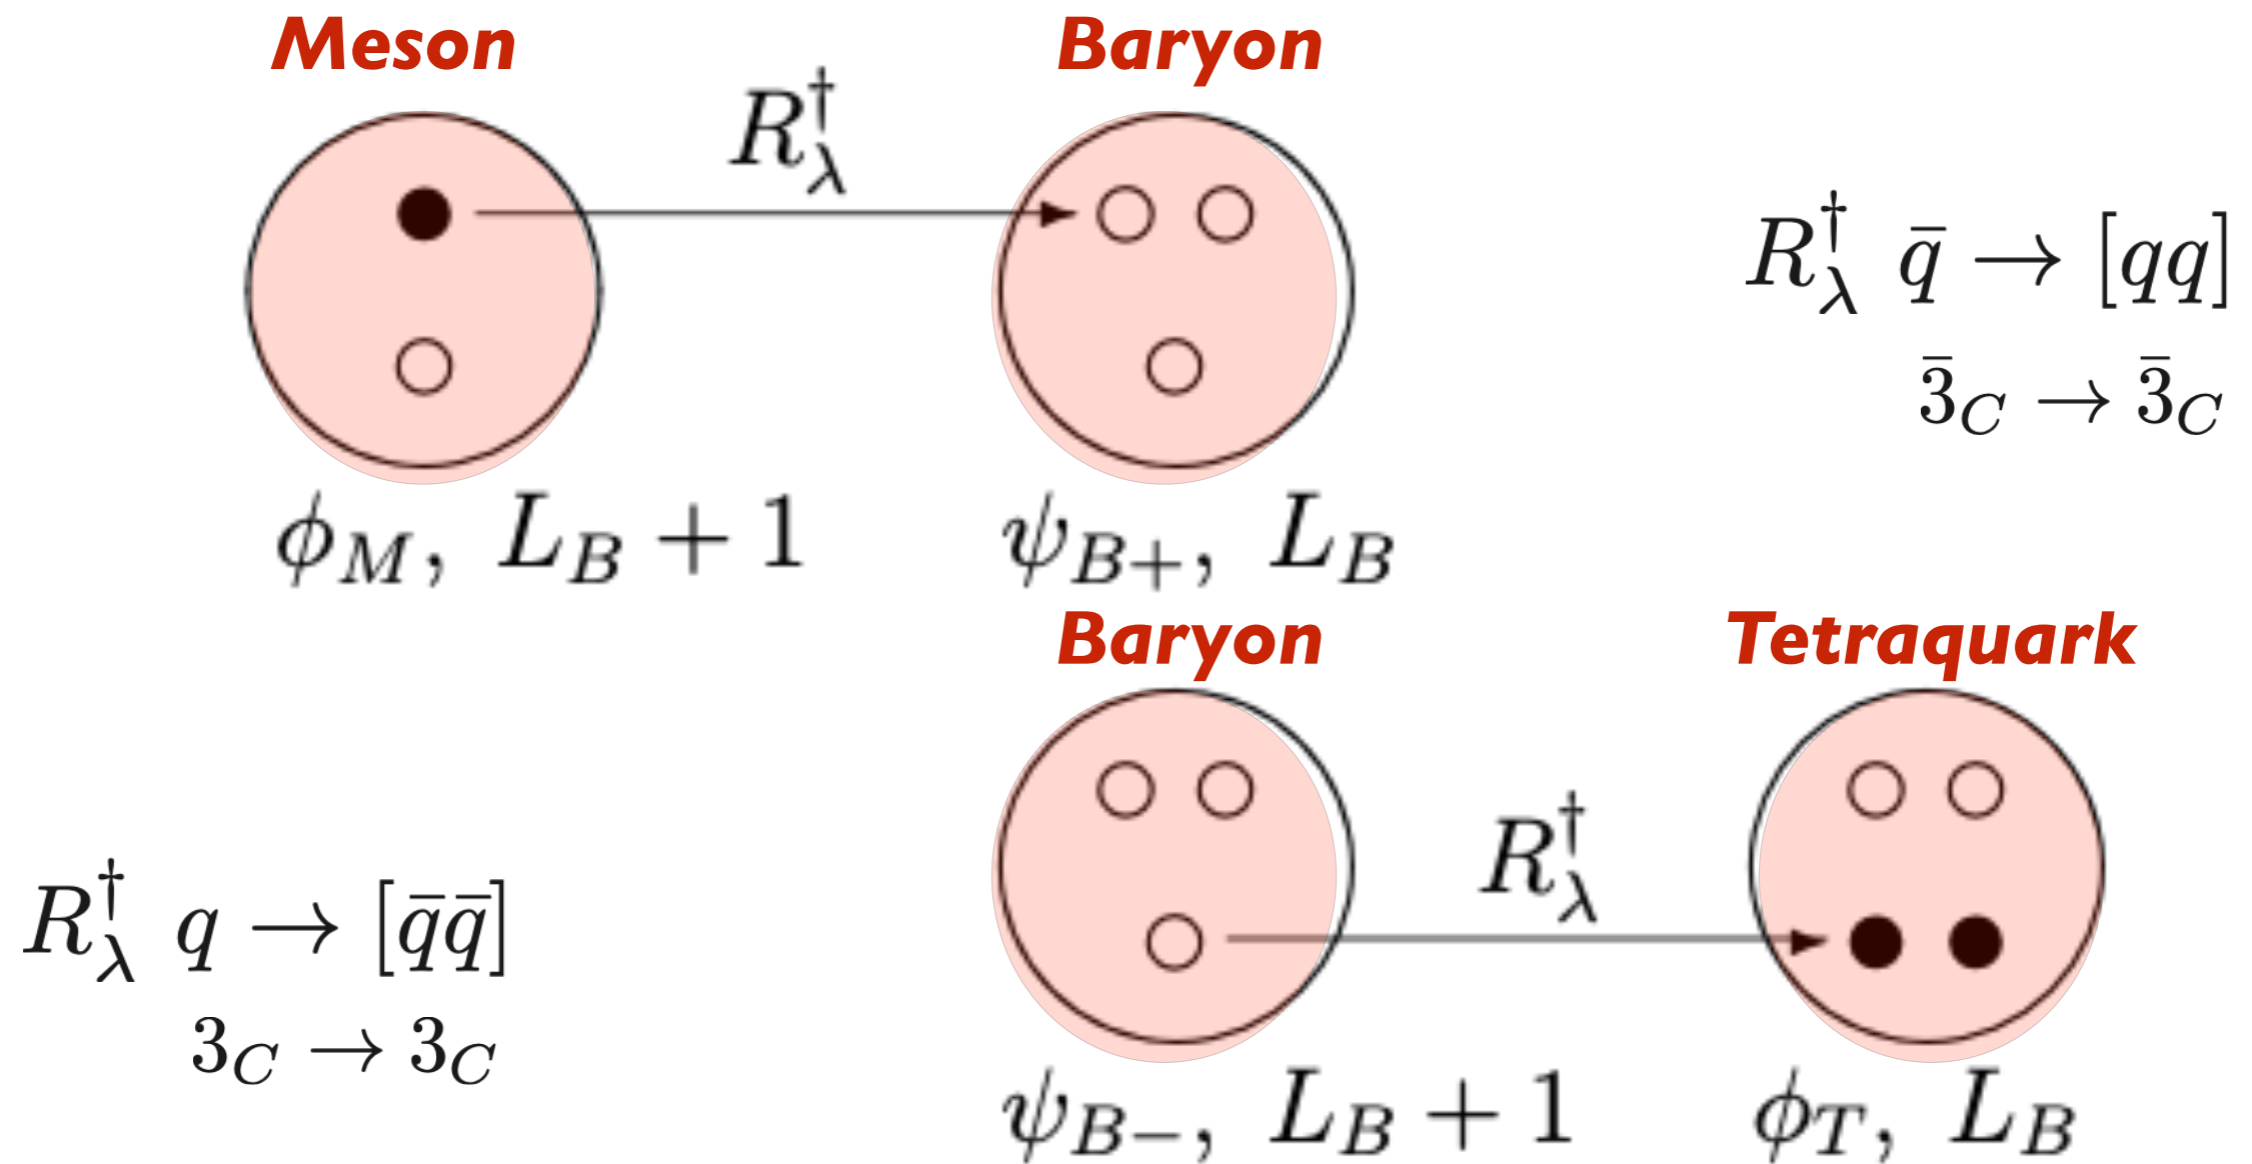 Meson Baryon
R†λ
R†λ q̄ → [qq]
3̄C → 3̄C
ϕM, LB + 1 ψB+, LB
Baryon Tetraquark
R†λ
R†λ q → [q̄q̄]
3C → 3C
ψB−, LB + 1 ϕT, LB